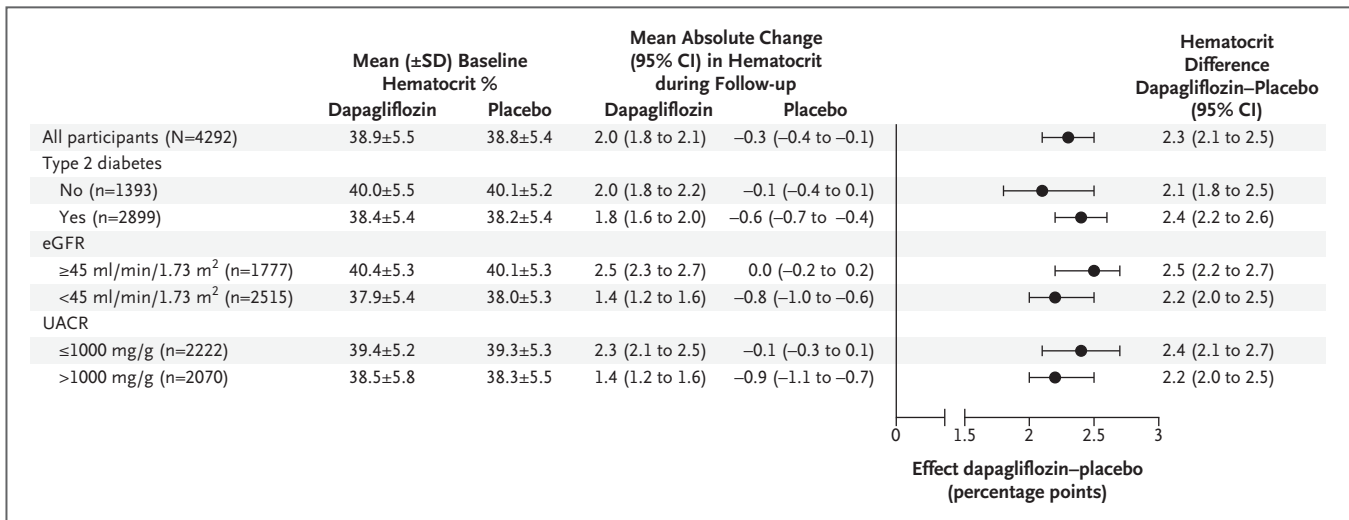 Mean (±SD) Baseline
Hematocrit %
Mean Absolute Change
(95% CI) in Hematocrit
during Follow-up
Hematocrit
Difference
Dapagliflozin–Placebo
(95% CI)
Dapagliflozin Placebo Dapagliflozin Placebo
All participants (N=4292) 38.9±5.5 38.8±5.4 2.0 (1.8 to 2.1) –0.3 (–0.4 to –0.1) 2.3 (2.1 to 2.5)
Type 2 diabetes
No (n=1393) 40.0±5.5 40.1±5.2 2.0 (1.8 to 2.2) –0.1 (–0.4 to 0.1) 2.1 (1.8 to 2.5)
Yes (n=2899) 38.4±5.4 38.2±5.4 1.8 (1.6 to 2.0) –0.6 (–0.7 to –0.4) 2.4 (2.2 to 2.6)
eGFR
≥45 ml/min/1.73 m² (n=1777) 40.4±5.3 40.1±5.3 2.5 (2.3 to 2.7) 0.0 (–0.2 to 0.2) 2.5 (2.2 to 2.7)
<45 ml/min/1.73 m² (n=2515) 37.9±5.4 38.0±5.3 1.4 (1.2 to 1.6) –0.8 (–1.0 to –0.6) 2.2 (2.0 to 2.5)
UACR
≤1000 mg/g (n=2222) 39.4±5.2 39.3±5.3 2.3 (2.1 to 2.5) –0.1 (–0.3 to 0.1) 2.4 (2.1 to 2.7)
>1000 mg/g (n=2070) 38.5±5.8 38.3±5.5 1.4 (1.2 to 1.6) –0.9 (–1.1 to –0.7) 2.2 (2.0 to 2.5)
0 1.5 2 2.5 3
Effect dapagliflozin–placebo
(percentage points)